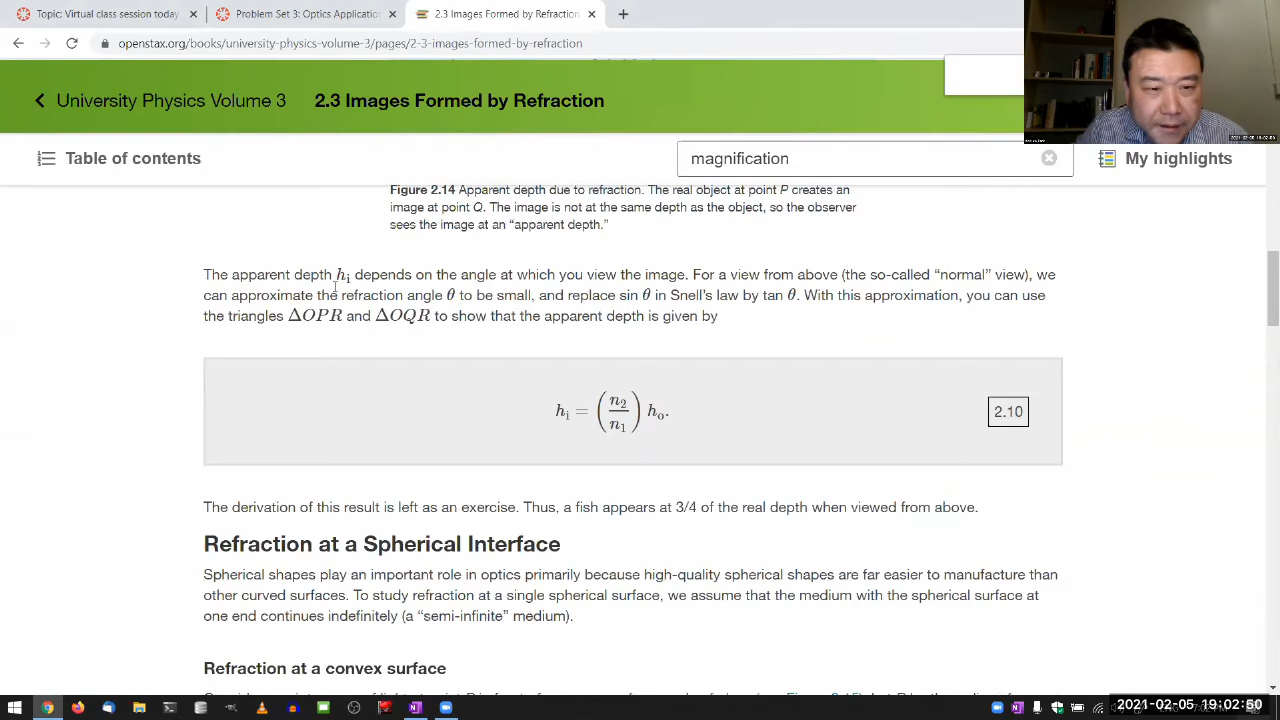 Topic: Virtual class session today
Problem Set 3: Optics Application
2.3 Images Formed by Refraction
openstax.org/books/university-physics-volume-3/pages/2-3-images-formed-by-refraction
University Physics Volume 3
2.3 Images Formed by Refraction
2021-02-05 19:02:50
Table of contents
magnification
My highlights
Figure 2.14 Apparent depth due to refraction. The real object at point P creates an
image at point Q. The image is not at the same depth as the object, so the observer
sees the image at an “apparent depth.”
The apparent depth hᵢ depends on the angle at which you view the image. For a view from above (the so-called “normal” view), we
can approximate the refraction angle θ to be small, and replace sin θ in Snell’s law by tan θ. With this approximation, you can use
the triangles ΔOPR and ΔOQR to show that the apparent depth is given by
hᵢ = (n₂/n₁) hₒ.
2.10
The derivation of this result is left as an exercise. Thus, a fish appears at 3/4 of the real depth when viewed from above.
Refraction at a Spherical Interface
Spherical shapes play an important role in optics primarily because high-quality spherical shapes are far easier to manufacture than
other curved surfaces. To study refraction at a single spherical surface, we assume that the medium with the spherical surface at
one end continues indefinitely (a “semi-infinite” medium).
Refraction at a convex surface
2021-02-05 19:02:50